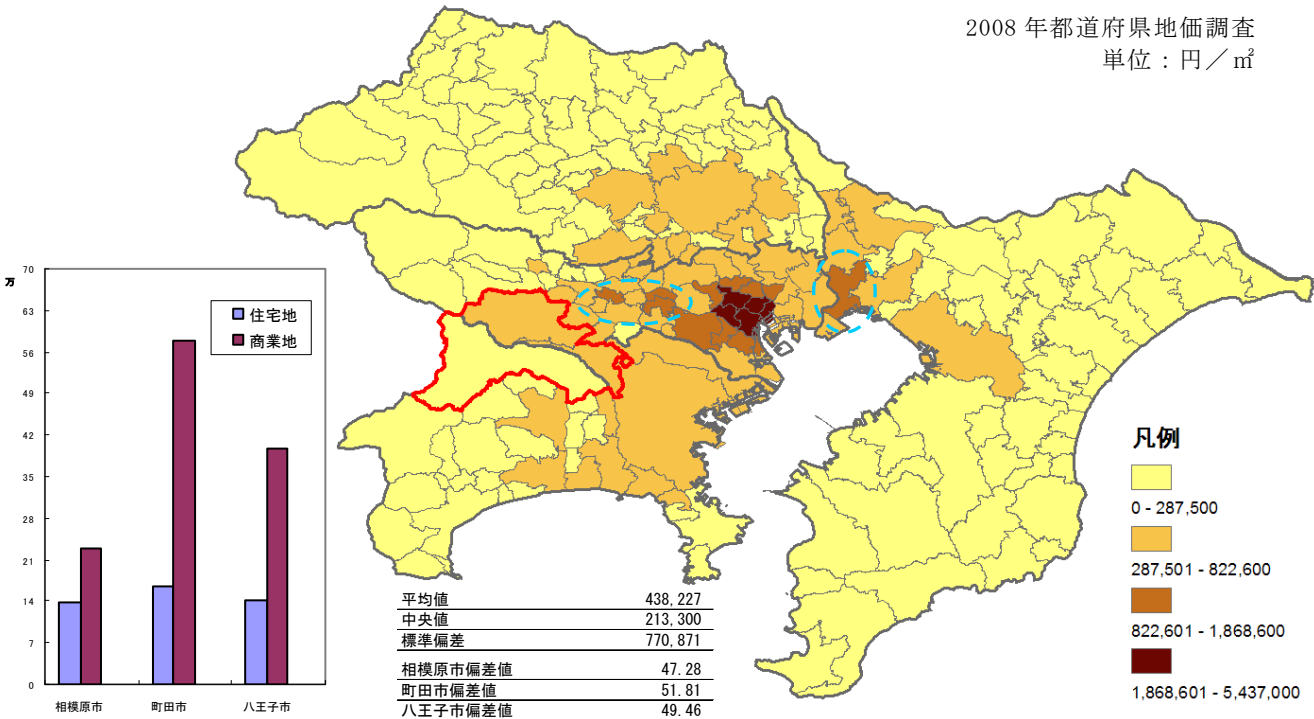 2008 年都道府県地価調査
単位：円／㎡
万
70
63
56
49
42
35
28
21
14
7
0
住宅地
商業地
相模原市
町田市
八王子市
平均値 438,227
中央値 213,300
標準偏差 770,871
相模原市偏差値 47.28
町田市偏差値 51.81
八王子市偏差値 49.46
凡例
0 - 287,500
287,501 - 822,600
822,601 - 1,868,600
1,868,601 - 5,437,000